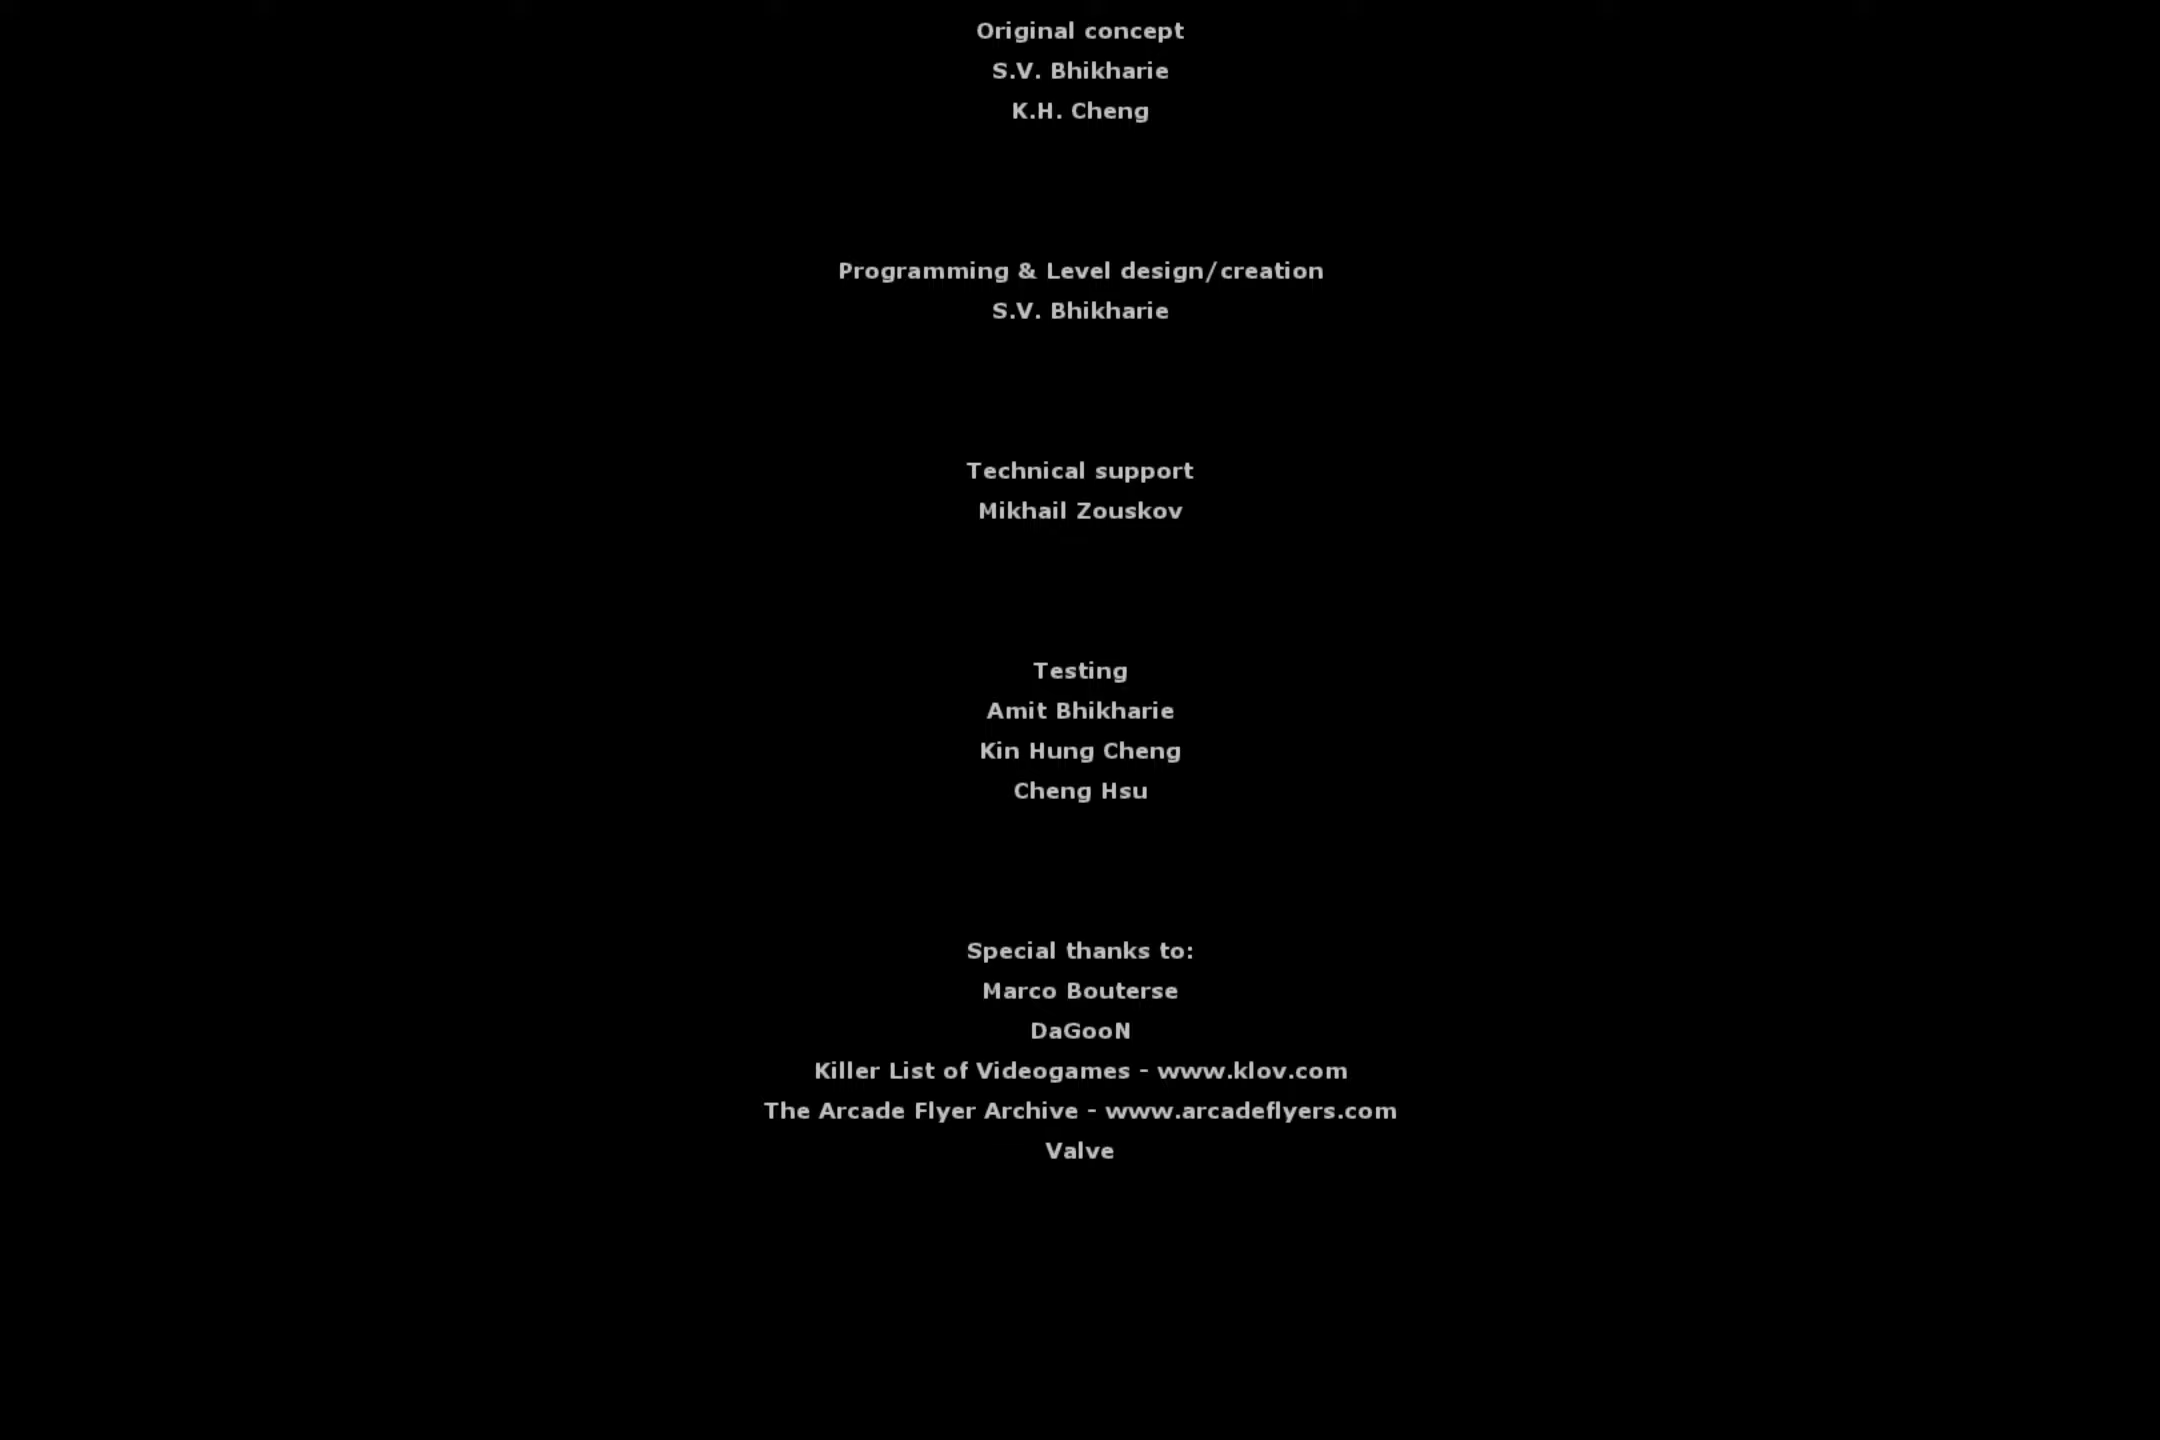 Original concept
S.V. Bhikharie
K.H. Cheng
Programming & Level design/creation
S.V. Bhikharie
Technical support
Mikhail Zouskov
Testing
Amit Bhikharie
Kin Hung Cheng
Cheng Hsu
Special thanks to:
Marco Bouterse
DaGooN
Killer List of Videogames - www.klov.com
The Arcade Flyer Archive - www.arcadeflyers.com
Valve